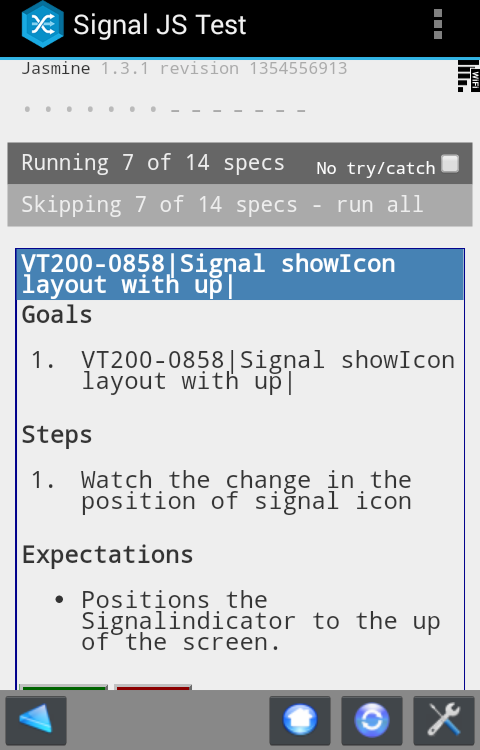 Signal JS Test
Jasmine 1.3.1 revision 1354556913
WiFi
Running 7 of 14 specs No try/catch
Skipping 7 of 14 specs - run all
VT200-0858|Signal showIcon
layout with up|
Goals
1. VT200-0858|Signal showIcon
layout with up|
Steps
1. Watch the change in the
position of signal icon
Expectations
• Positions the
Signalindicator to the up
of the screen.